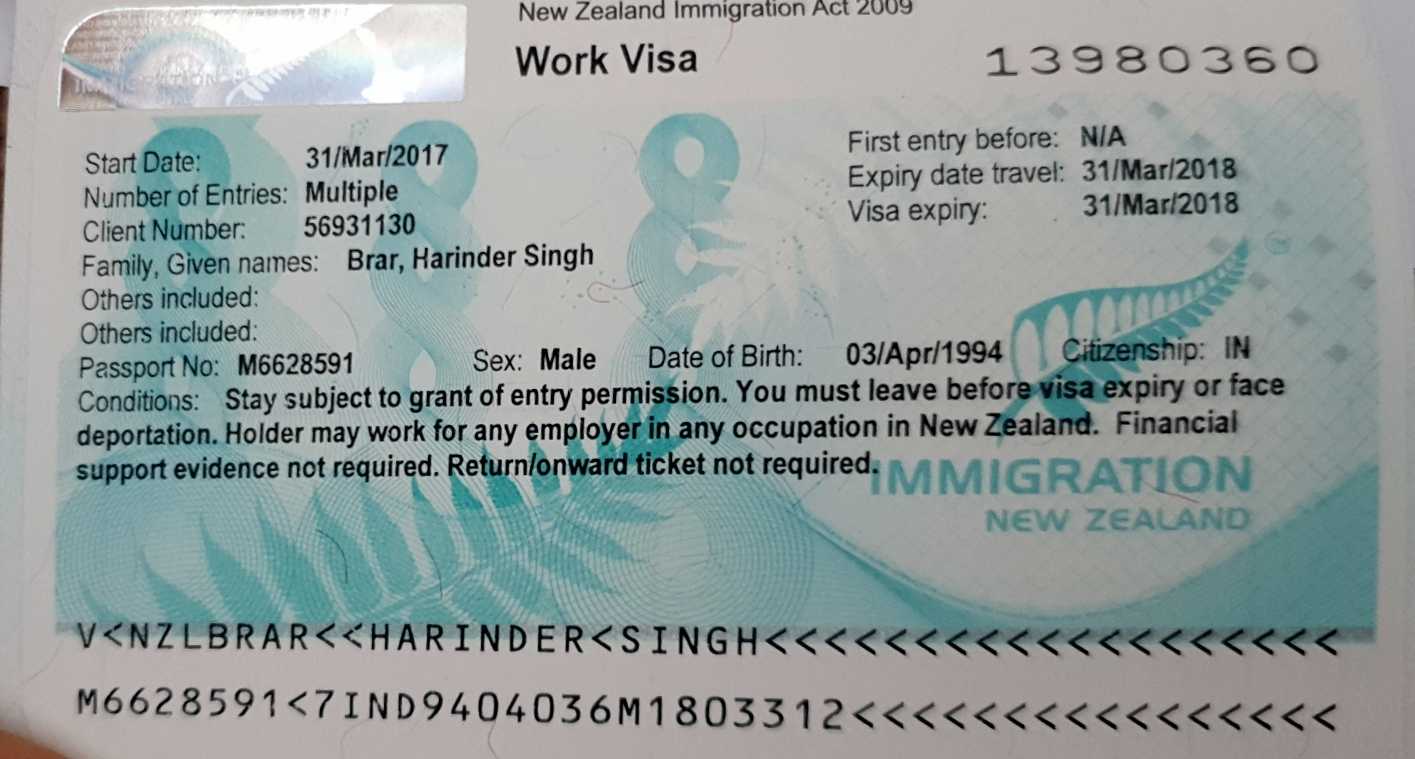 New Zealand Immigration Act 2009
Work Visa 13980360
Start Date: 31/Mar/2017 First entry before: N/A
Number of Entries: Multiple Expiry date travel: 31/Mar/2018
Client Number: 56931130 Visa expiry: 31/Mar/2018
Family, Given names: Brar, Harinder Singh
Others included:
Others included:
Passport No: M6628591 Sex: Male Date of Birth: 03/Apr/1994 Citizenship: IN
Conditions: Stay subject to grant of entry permission. You must leave before visa expiry or face
deportation. Holder may work for any employer in any occupation in New Zealand. Financial
support evidence not required. Return/onward ticket not required.
IMMIGRATION
NEW ZEALAND
V<NZLBRAR<<HARINDER<SINGH<<<<<<<<<<<<<<<<<<<
M6628591<7IND9404036M1803312<<<<<<<<<<<<<<<<